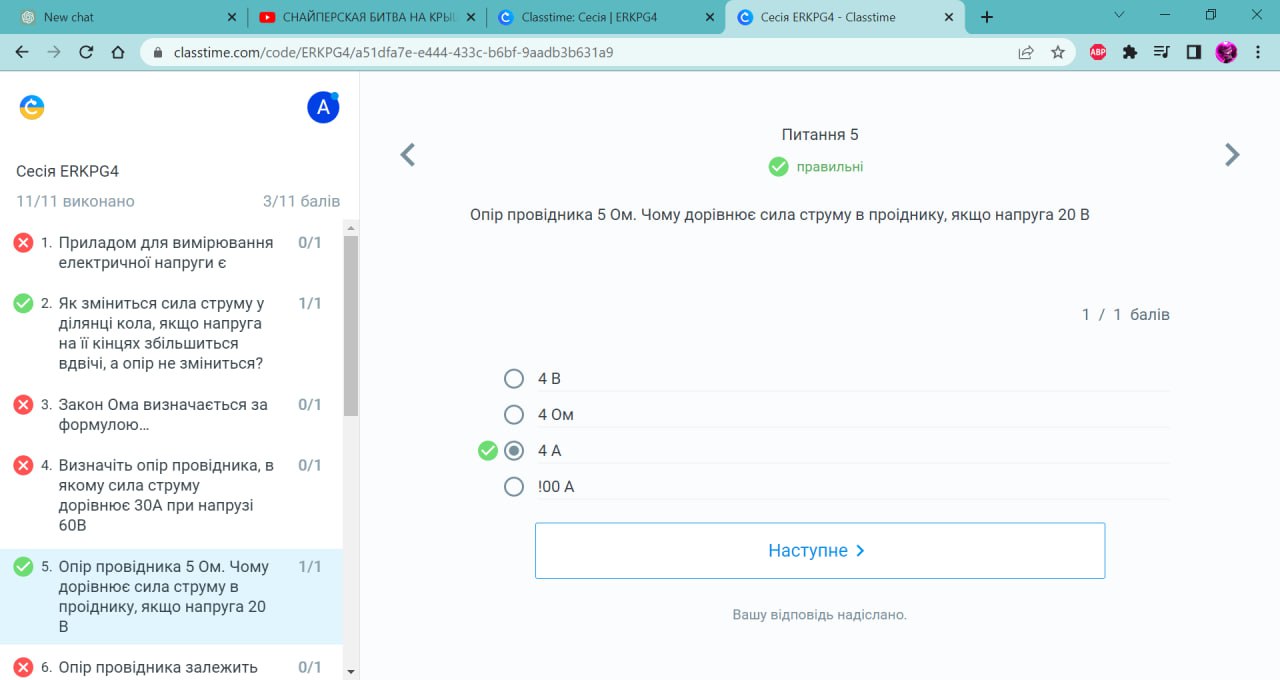 New chat
СНАЙПЕРСКАЯ БИТВА НА КРЫ
Classtime: Сесія | ERKPG4
Сесія ERKPG4 - Classtime
classtime.com/code/ERKPG4/a51dfa7e-e444-433c-b6bf-9aadb3b631a9
ABP
A
Сесія ERKPG4
11/11 виконано
3/11 балів
1. Приладом для вимірювання 0/1
електричної напруги є
2. Як зміниться сила струму у 1/1
ділянці кола, якщо напруга
на її кінцях збільшиться
вдвічі, а опір не зміниться?
3. Закон Ома визначається за 0/1
формулою...
4. Визначіть опір провідника, в 0/1
якому сила струму
дорівнює 30А при напрузі
60В
5. Опір провідника 5 Ом. Чому 1/1
дорівнює сила струму в
проіднику, якщо напруга 20
В
6. Опір провідника залежить 0/1
Питання 5
правильні
Опір провідника 5 Ом. Чому дорівнює сила струму в проіднику, якщо напруга 20 В
1 / 1 балів
4 В
4 Ом
4 А
!00 А
Наступне
Вашу відповідь надіслано.